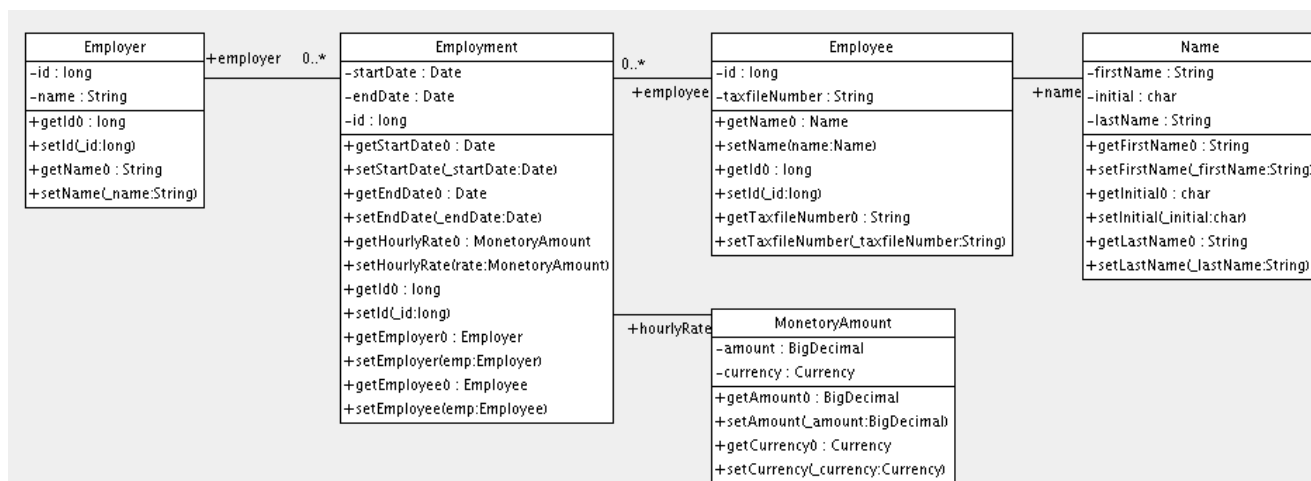 Employer
-id : long
-name : String
+getId() : long
+setId(_id:long)
+getName() : String
+setName(_name:String)
+employer
0..*
Employment
-startDate : Date
-endDate : Date
-id : long
+getStartDate() : Date
+setStartDate(_startDate:Date)
+getEndDate() : Date
+setEndDate(_endDate:Date)
+getHourlyRate() : MonetoryAmount
+setHourlyRate(rate:MonetoryAmount)
+getId() : long
+setId(_id:long)
+getEmployer() : Employer
+setEmployer(emp:Employer)
+getEmployee() : Employee
+setEmployee(emp:Employee)
0..*
+employee
Employee
-id : long
-taxfileNumber : String
+getName() : Name
+setName(name:Name)
+getId() : long
+setId(_id:long)
+getTaxfileNumber() : String
+setTaxfileNumber(_taxfileNumber:String)
+name
Name
-firstName : String
-initial : char
-lastName : String
+getFirstName() : String
+setFirstName(_firstName:String)
+getInitial() : char
+setInitial(_initial:char)
+getLastName() : String
+setLastName(_lastName:String)
+hourlyRate
MonetoryAmount
-amount : BigDecimal
-currency : Currency
+getAmount() : BigDecimal
+setAmount(_amount:BigDecimal)
+getCurrency() : Currency
+setCurrency(_currency:Currency)